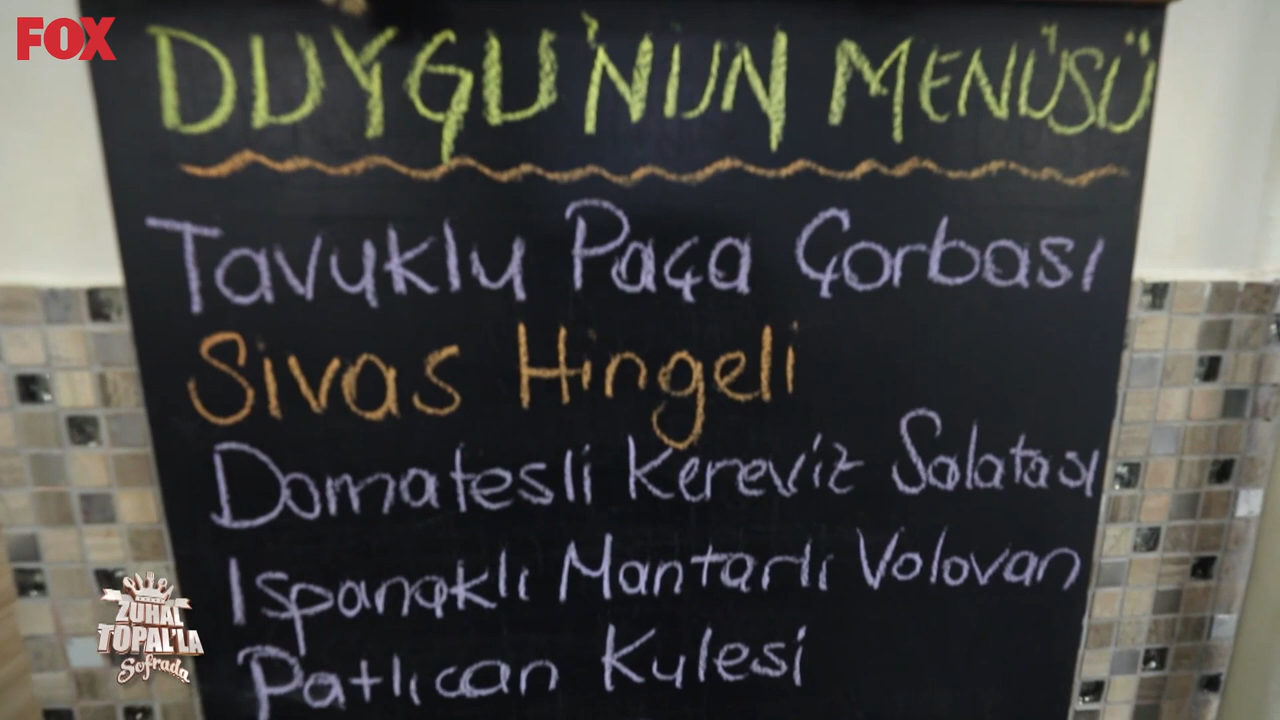 FOX
DUYGU'NUN MENÜSÜ
Tavuklu Paça Çorbası
Sivas Hingeli
Domatesli Kereviz Salatası
Ispanaklı Mantarlı Volovan
Patlıcan Kulesi
ZUHAL
TOPAL'LA
Sofrada